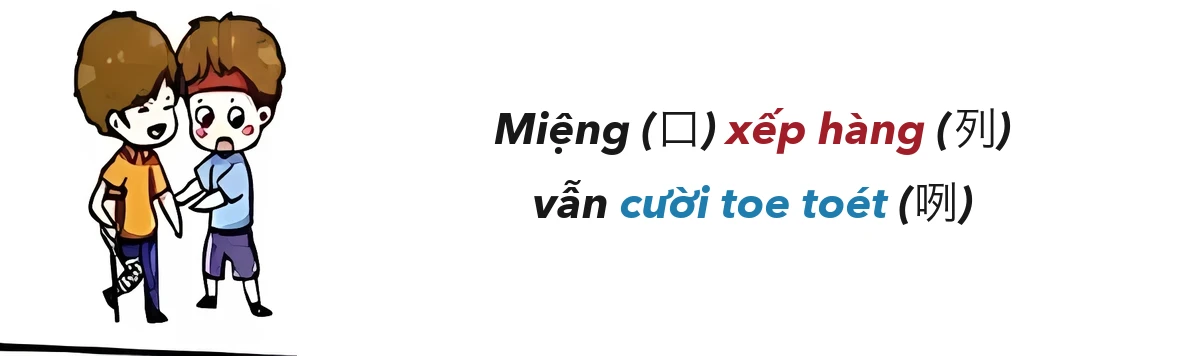 Miệng (口) xếp hàng (列)
vẫn cười toe toét (咧)